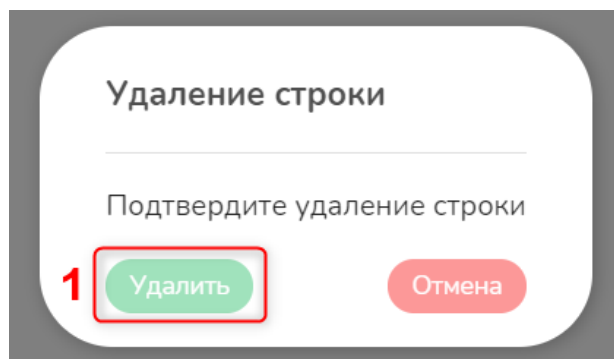 Удаление строки
Подтвердите удаление строки
1 Удалить Отмена